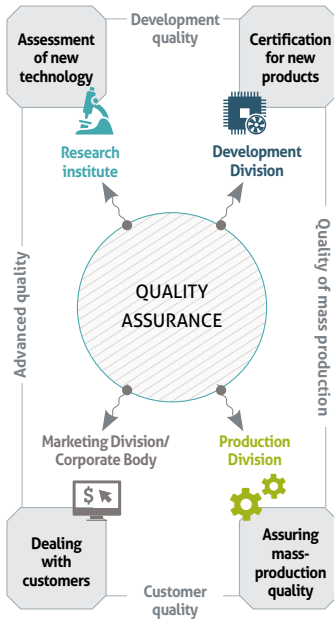 Assessment
of new
technology
Development
quality
Certification
for new
products
Research
institute
Development
Division
Advanced quality
Quality of mass production
QUALITY
ASSURANCE
Marketing Division/
Corporate Body
Production
Division
$
Dealing
with
customers
Customer
quality
Assuring
mass-
production
quality